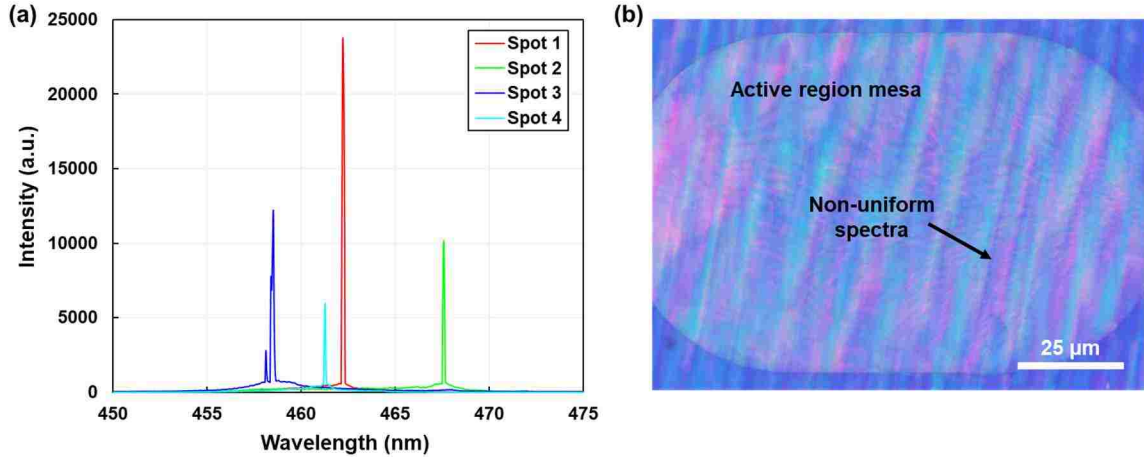 (a)
25000
20000
15000
10000
5000
0
450
455
460
465
470
475
Intensity (a.u.)
Wavelength (nm)
Spot 1
Spot 2
Spot 3
Spot 4
(b)
Active region mesa
Non-uniform
spectra
25 µm